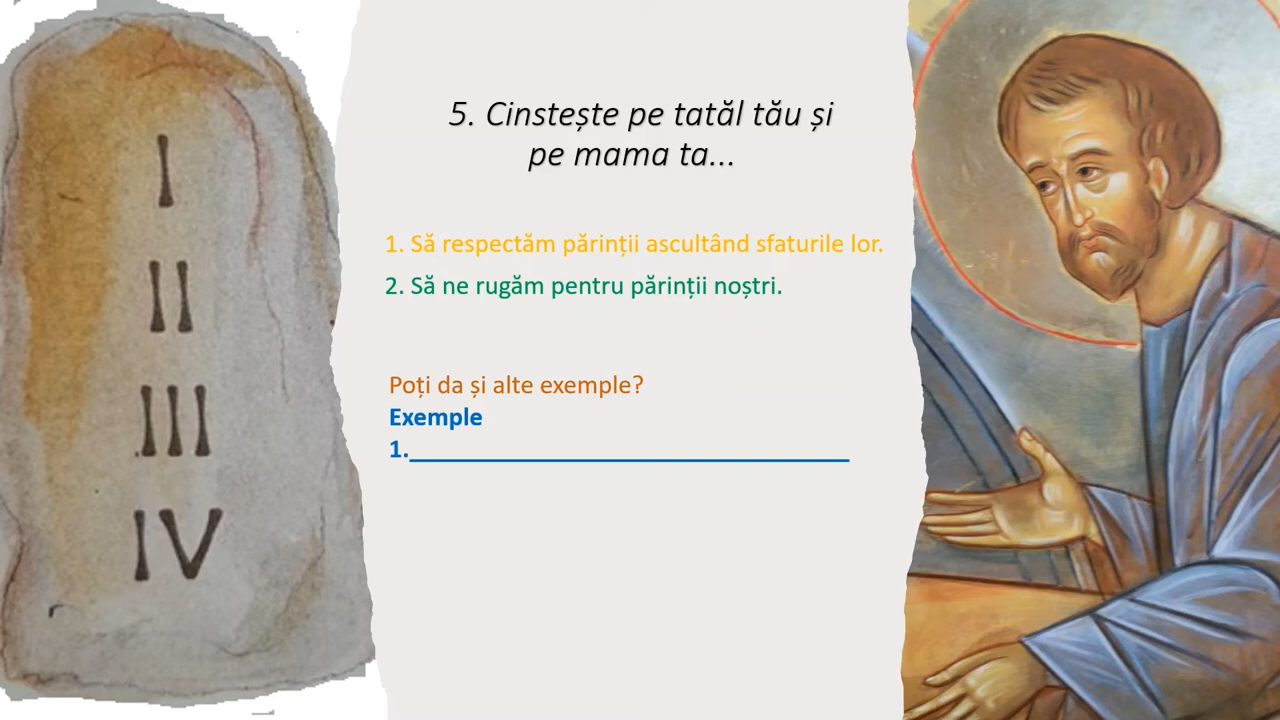 I
II
III
IV
5. Cinstește pe tatăl tău și
pe mama ta...
1. Să respectăm părinții ascultând sfaturile lor.
2. Să ne rugăm pentru părinții noștri.
Poți da și alte exemple?
Exemple
1.____________________________________